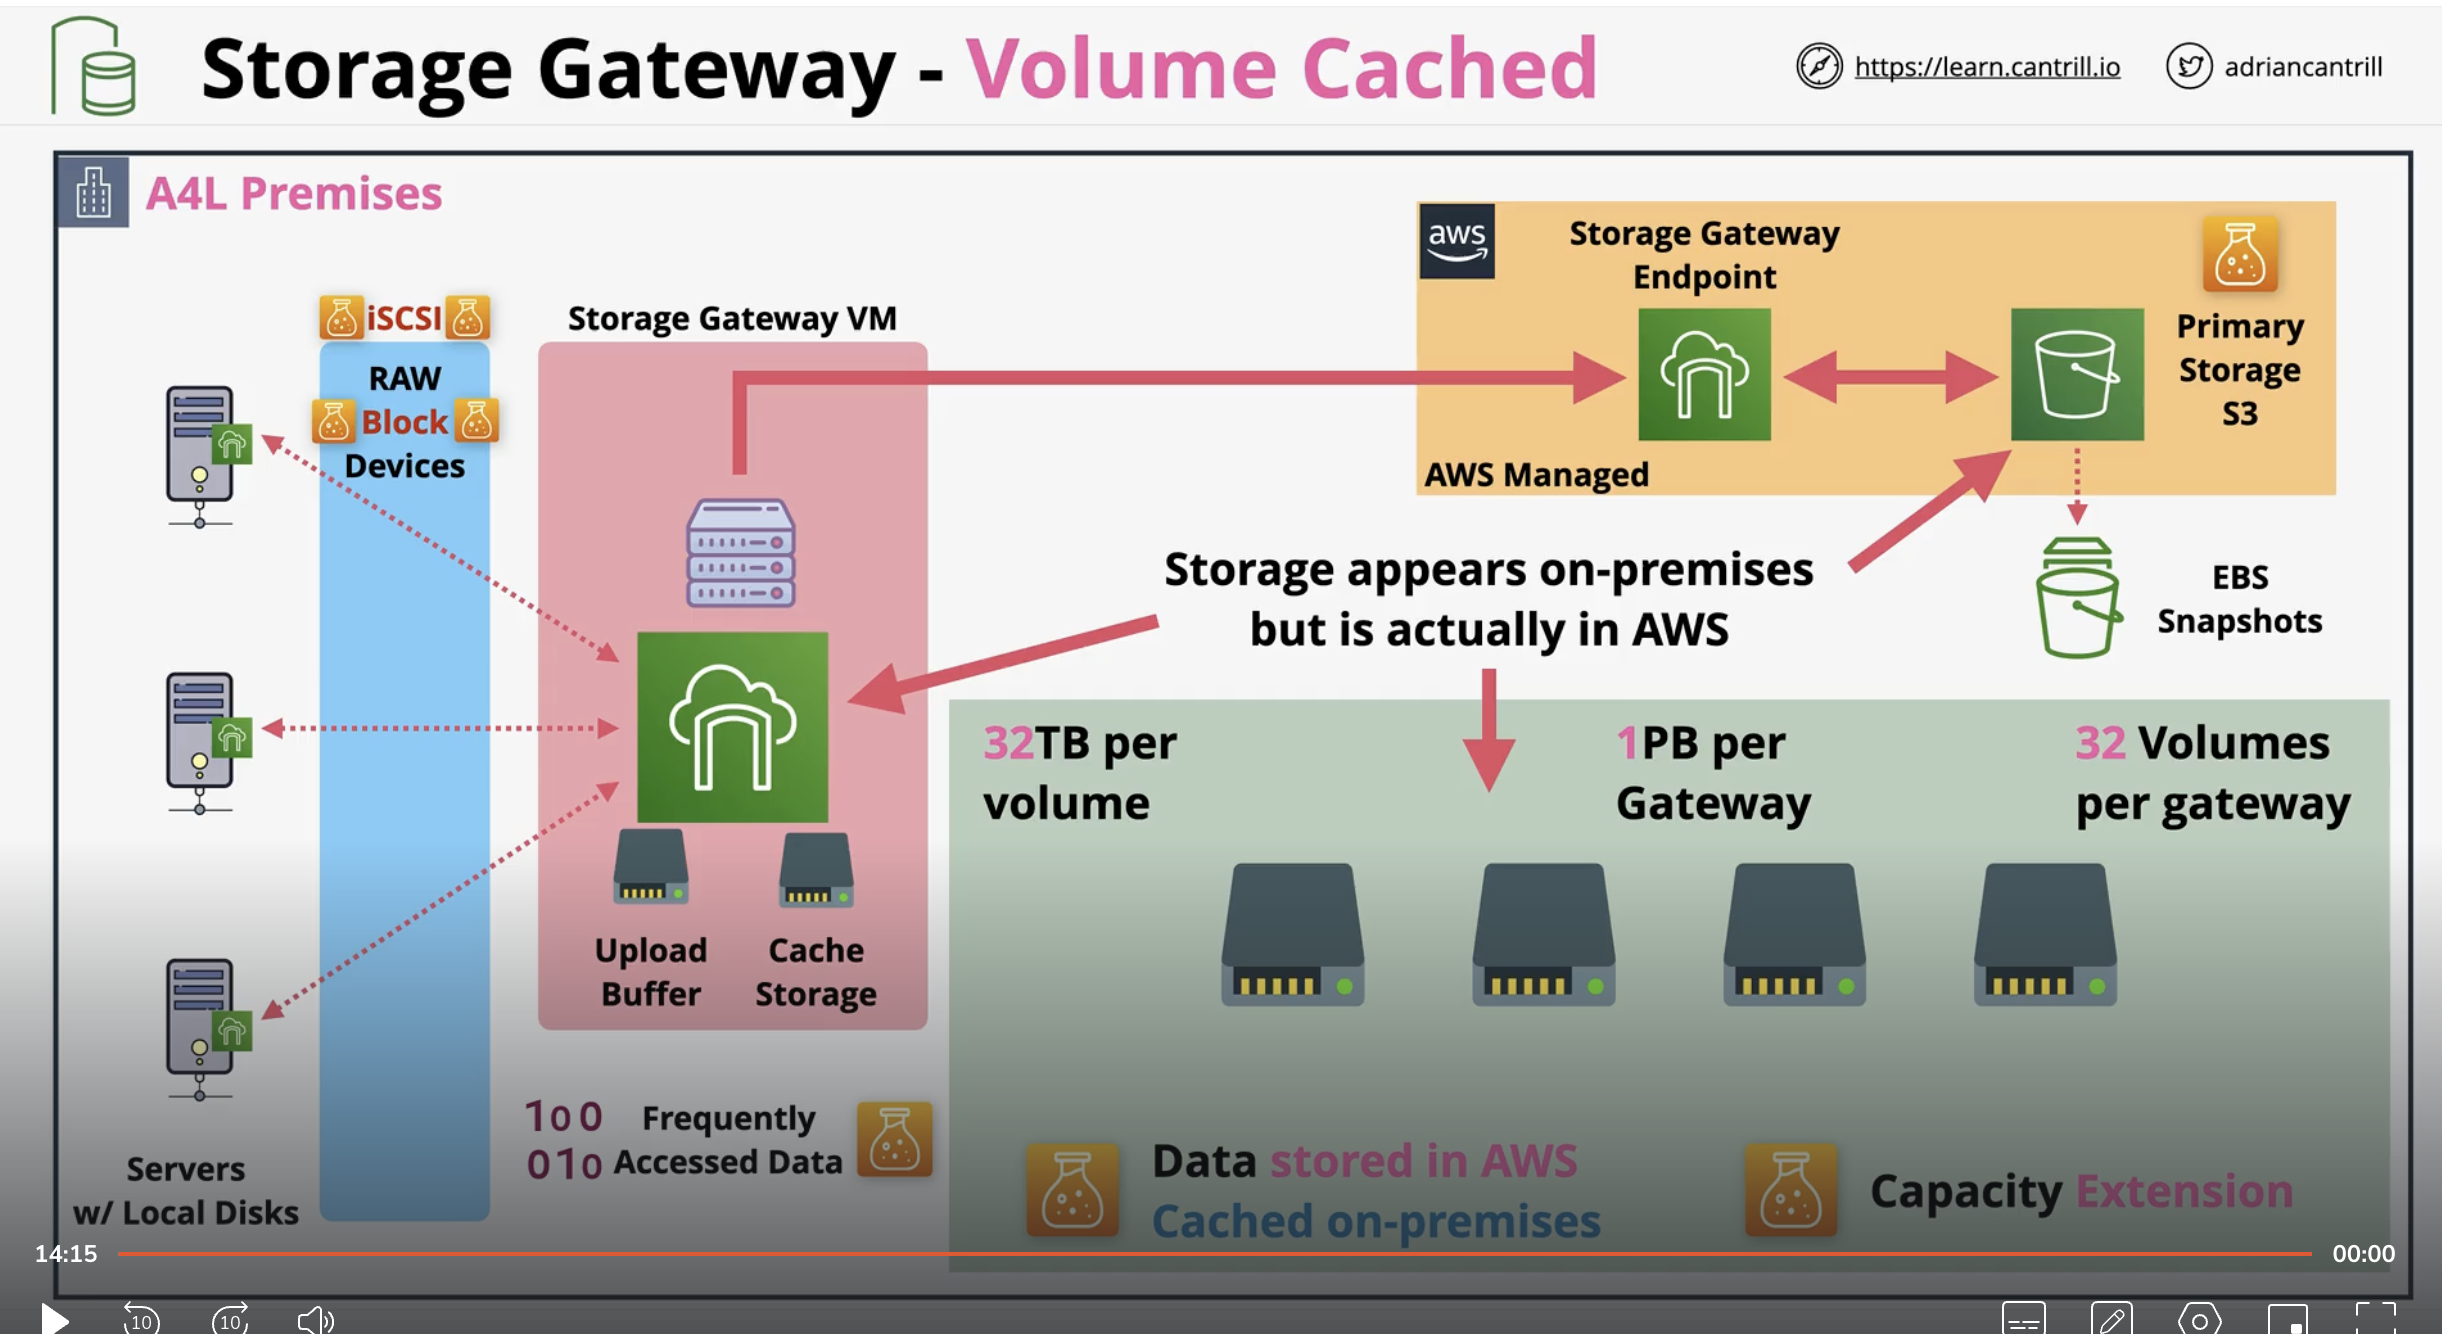 Storage Gateway - Volume Cached
https://learn.cantrill.io
adriancantrill
A4L Premises
aws
Storage Gateway
Endpoint
Primary
Storage
S3
AWS Managed
iSCSI
RAW
Block
Devices
Storage Gateway VM
Storage appears on-premises
but is actually in AWS
EBS
Snapshots
32TB per
volume
1PB per
Gateway
32 Volumes
per gateway
Upload
Buffer
Cache
Storage
100
010
Frequently
Accessed Data
Servers
w/ Local Disks
Data stored in AWS
Cached on-premises
Capacity Extension
14:15
00:00
10
10